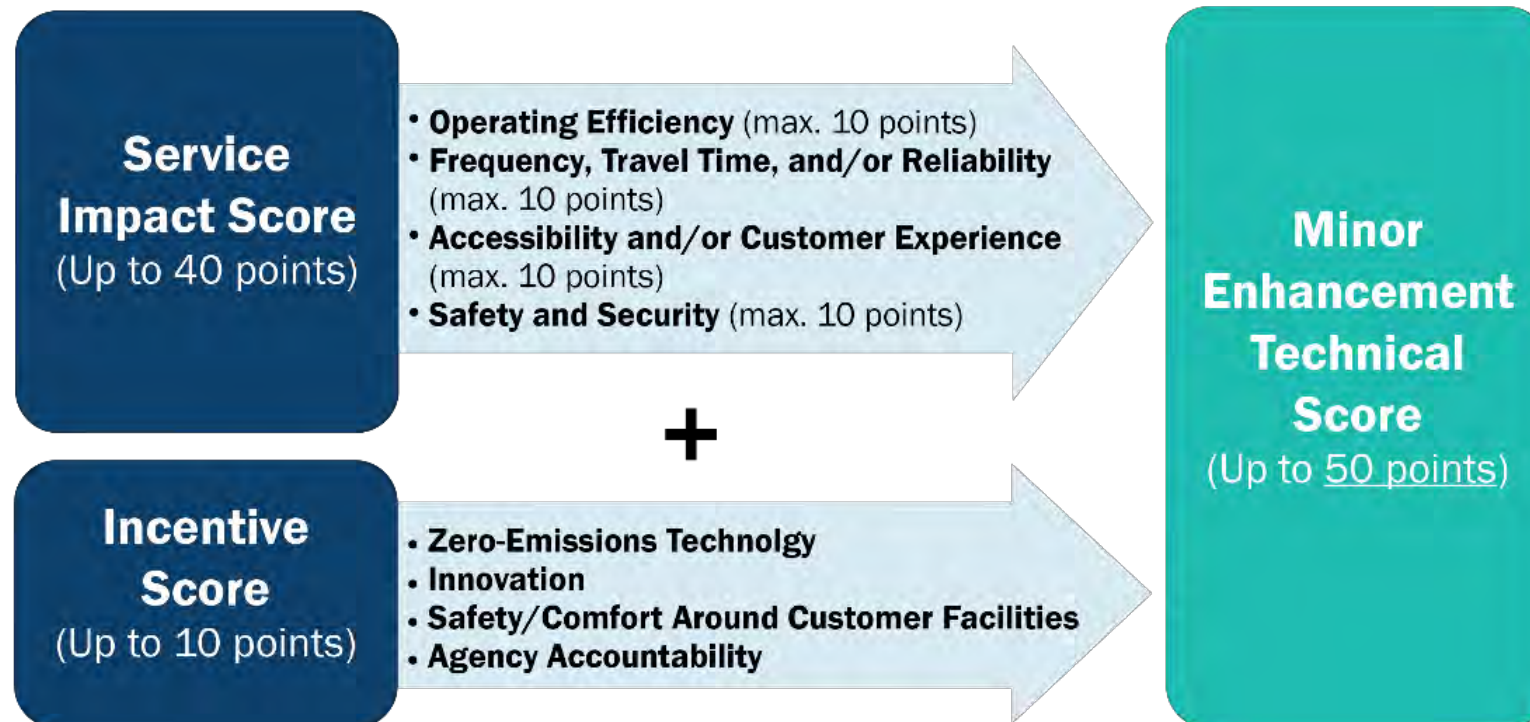 Service
Impact Score
(Up to 40 points)
• Operating Efficiency (max. 10 points)
• Frequency, Travel Time, and/or Reliability
(max. 10 points)
• Accessibility and/or Customer Experience
(max. 10 points)
• Safety and Security (max. 10 points)
+
Incentive
Score
(Up to 10 points)
• Zero-Emissions Technolgy
• Innovation
• Safety/Comfort Around Customer Facilities
• Agency Accountability
Minor
Enhancement
Technical
Score
(Up to 50 points)